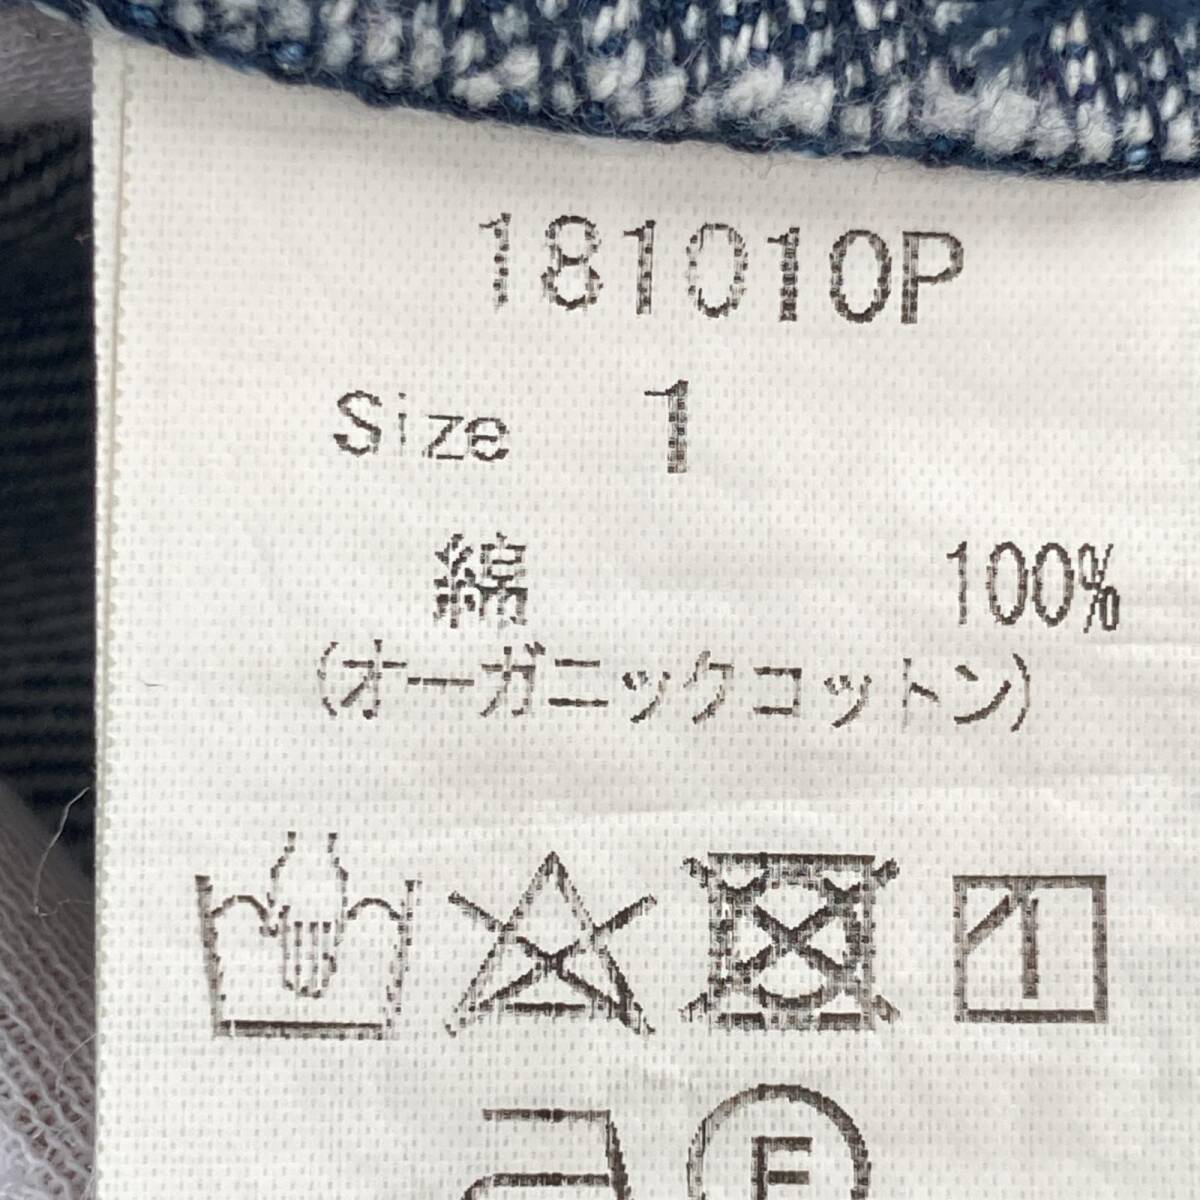 181010P
Size 1
綿 100%
(オーガニックコットン)
F